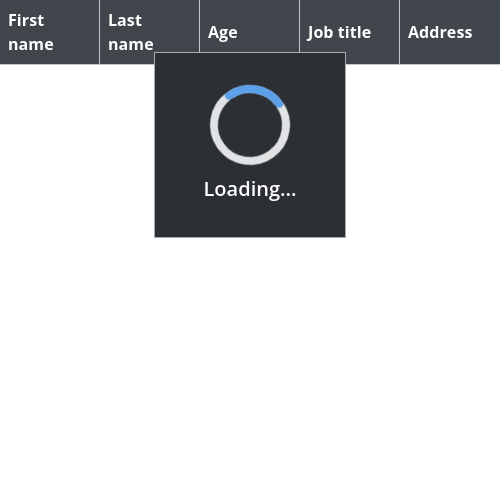 First
name
Last
name
Age
Job title
Address
Loading...